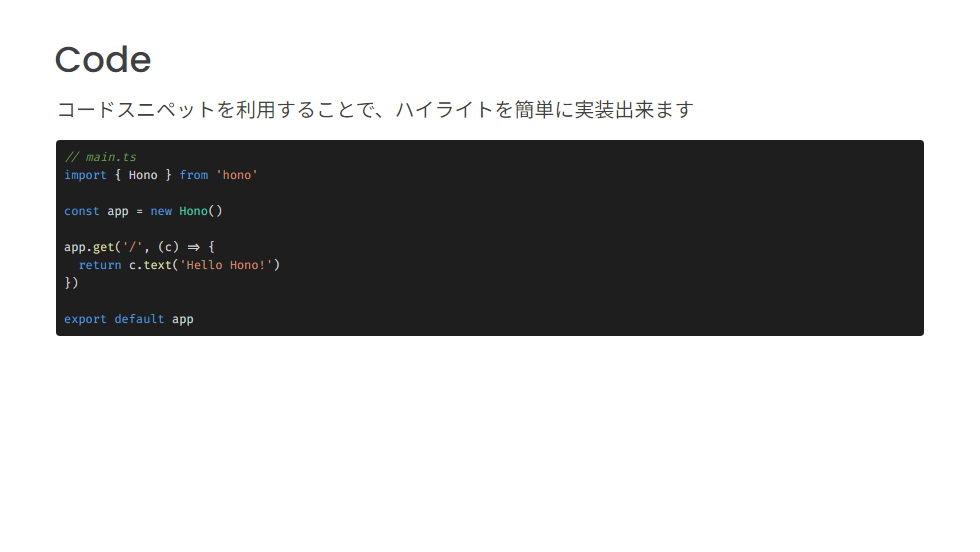 Code
コードスニペットを利用することで、ハイライトを簡単に実装出来ます
// main.ts
import { Hono } from 'hono'
const app = new Hono()
app.get('/', (c) => {
  return c.text('Hello Hono!')
})
export default app